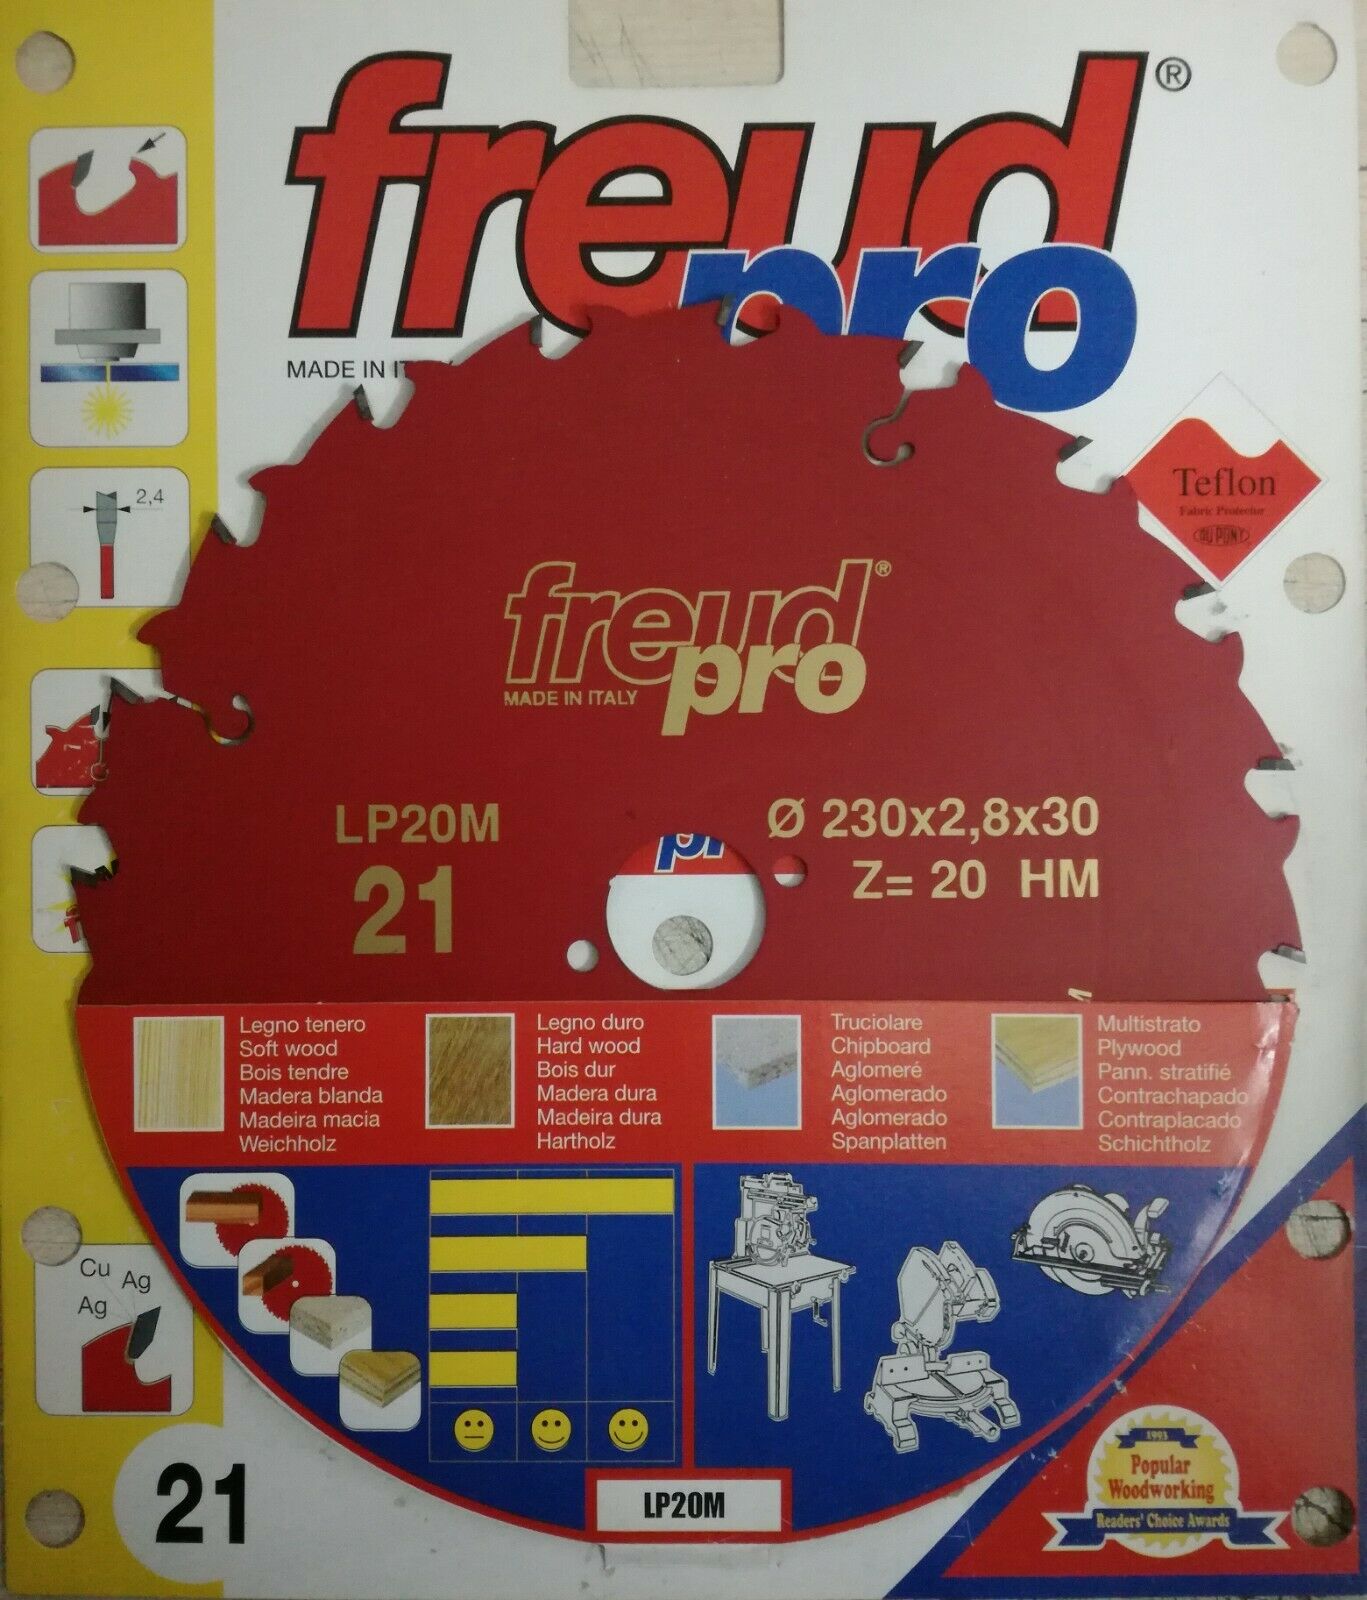 freud®
pro
MADE IN IT
2,4
Teflon
Fabric Protector
DU PONT
freud®
pro
MADE IN ITALY
LP20M
21
Ø 230x2,8x30
Z= 20 HM
Legno tenero
Soft wood
Bois tendre
Madera blanda
Madeira macia
Weichholz
Legno duro
Hard wood
Bois dur
Madera dura
Madeira dura
Hartholz
Truciolare
Chipboard
Aglomeré
Aglomerado
Aglomerado
Spanplatten
Multistrato
Plywood
Pann. stratifié
Contrachapado
Contraplacado
Schichtholz
Cu
Ag
Ag
21
LP20M
1993
Popular
Woodworking
Readers' Choice Awards